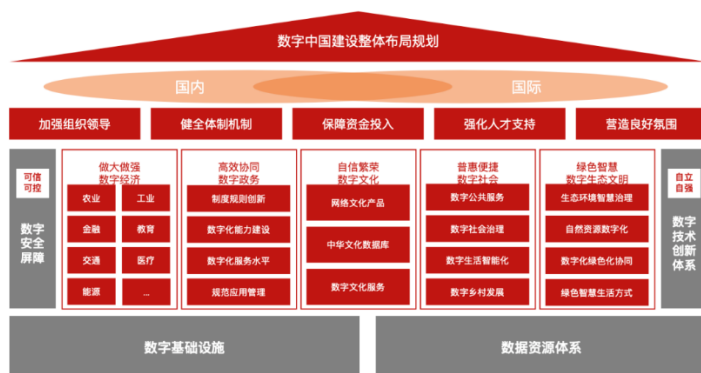 数字中国建设整体布局规划
国内
国际
加强组织领导
健全体制机制
保障资金投入
强化人才支持
营造良好氛围
可信
可控
数字
安全
屏障
做大做强
数字经济
农业
工业
金融
教育
交通
医疗
能源
...
高效协同
数字政务
制度规则创新
数字化能力建设
数字化服务水平
规范应用管理
自信繁荣
数字文化
网络文化产品
中华文化数据库
数字文化服务
普惠便捷
数字社会
数字公共服务
数字社会治理
数字生活智能化
数字乡村发展
绿色智慧
数字生态文明
生态环境智慧治理
自然资源数字化
数字化绿色化协同
绿色智慧生活方式
自立
自强
数字
技术
创新
体系
数字基础设施
数据资源体系